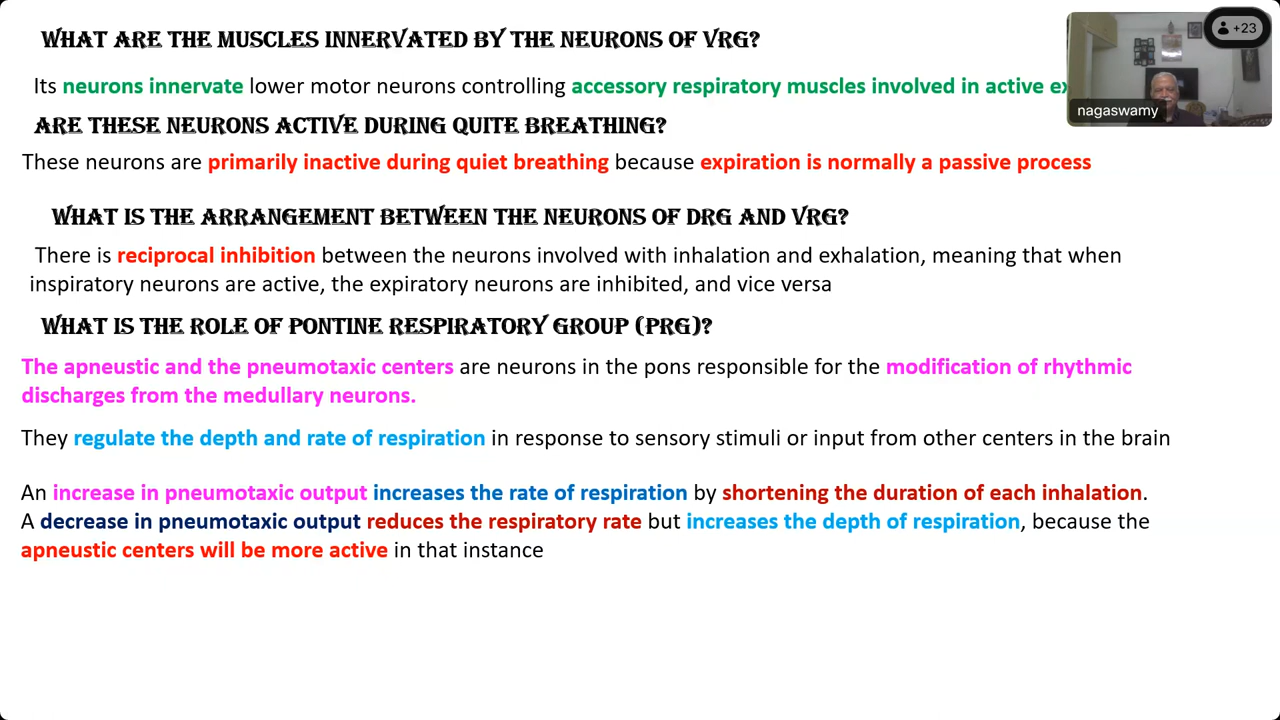 WHAT ARE THE MUSCLES INNERVATED BY THE NEURONS OF VRG?
+23
Its neurons innervate lower motor neurons controlling accessory respiratory muscles involved in active
nagaswamy
ARE THESE NEURONS ACTIVE DURING QUITE BREATHING?
These neurons are primarily inactive during quiet breathing because expiration is normally a passive process
WHAT IS THE ARRANGEMENT BETWEEN THE NEURONS OF DRG AND VRG?
There is reciprocal inhibition between the neurons involved with inhalation and exhalation, meaning that when
inspiratory neurons are active, the expiratory neurons are inhibited, and vice versa
WHAT IS THE ROLE OF PONTINE RESPIRATORY GROUP (PRG)?
The apneustic and the pneumotaxic centers are neurons in the pons responsible for the modification of rhythmic
discharges from the medullary neurons.
They regulate the depth and rate of respiration in response to sensory stimuli or input from other centers in the brain
An increase in pneumotaxic output increases the rate of respiration by shortening the duration of each inhalation.
A decrease in pneumotaxic output reduces the respiratory rate but increases the depth of respiration, because the
apneustic centers will be more active in that instance